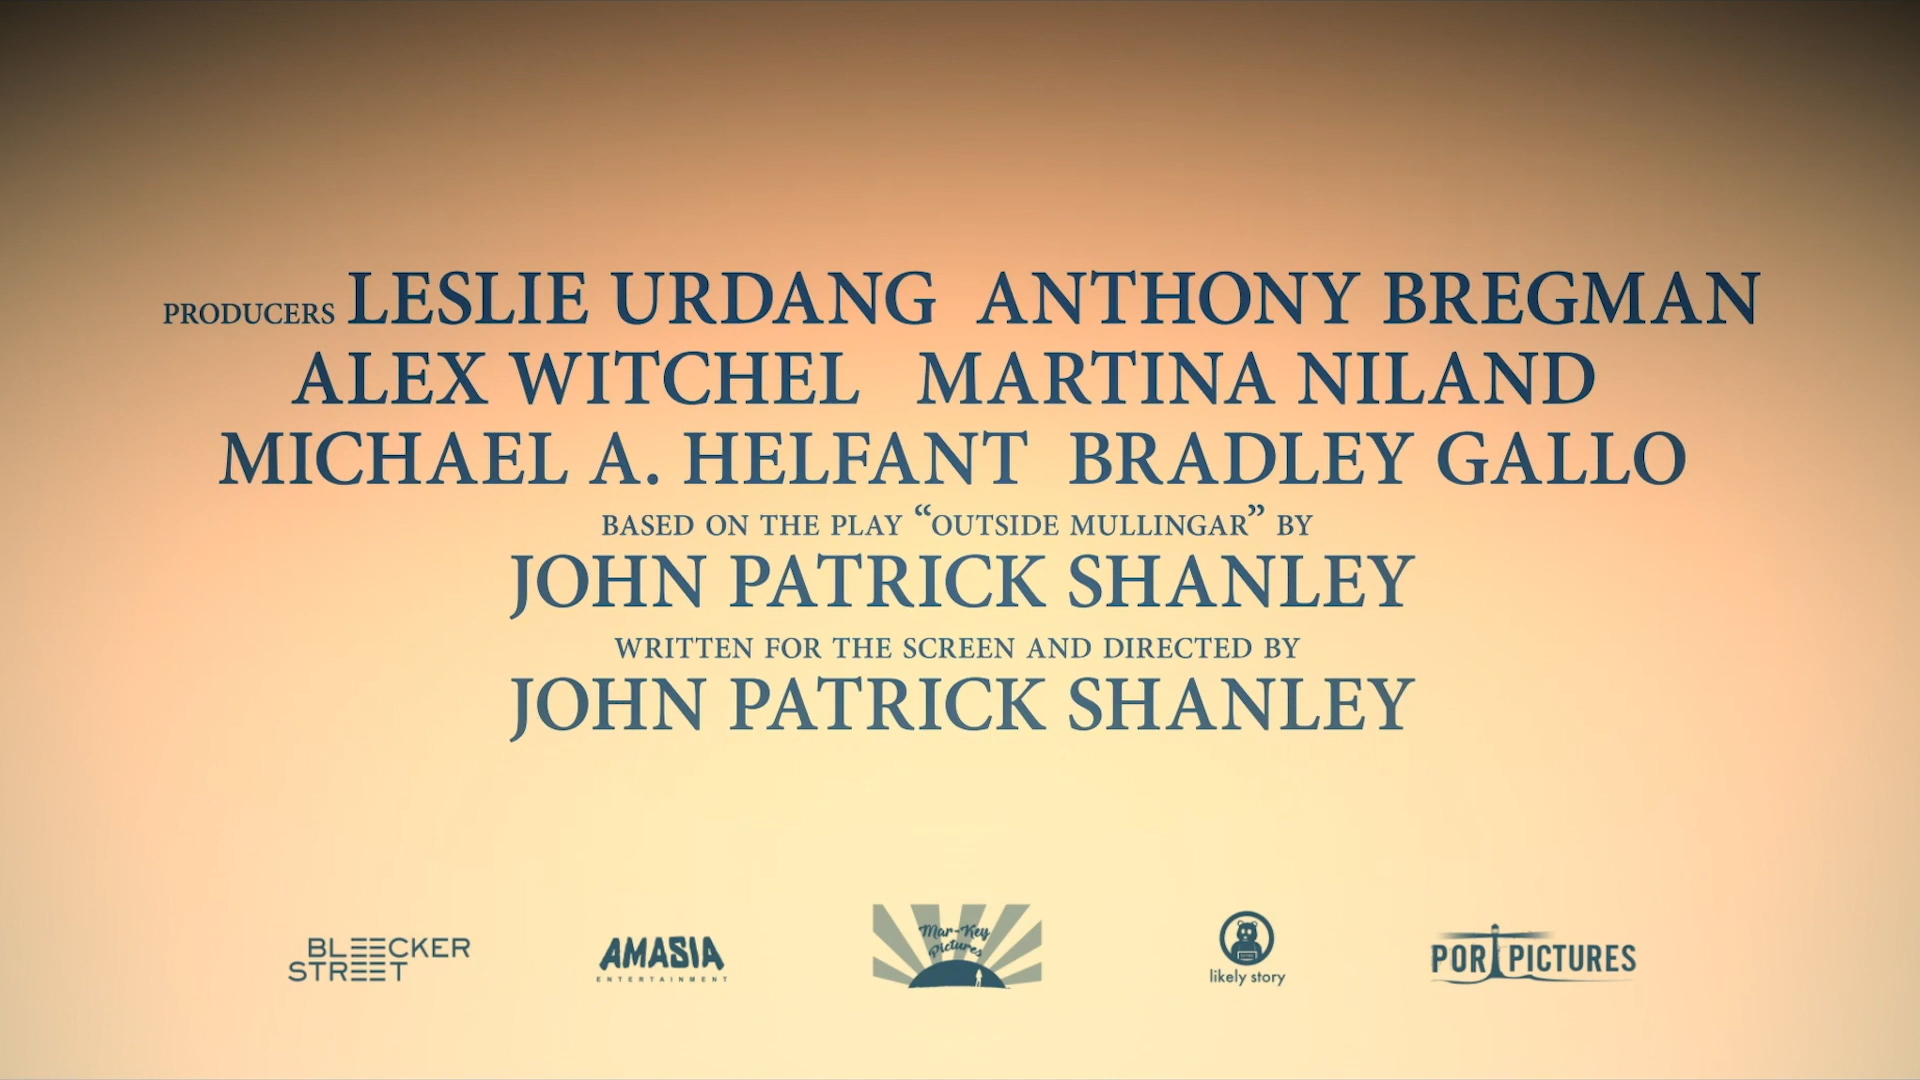 PRODUCERS LESLIE URDANG ANTHONY BREGMAN
ALEX WITCHEL MARTINA NILAND
MICHAEL A. HELFANT BRADLEY GALLO
BASED ON THE PLAY “OUTSIDE MULLINGAR” BY
JOHN PATRICK SHANLEY
WRITTEN FOR THE SCREEN AND DIRECTED BY
JOHN PATRICK SHANLEY
BLEECKER
STREET
AMASIA
ENTERTAINMENT
Mar-Key
Pictures
likely story
PORT PICTURES